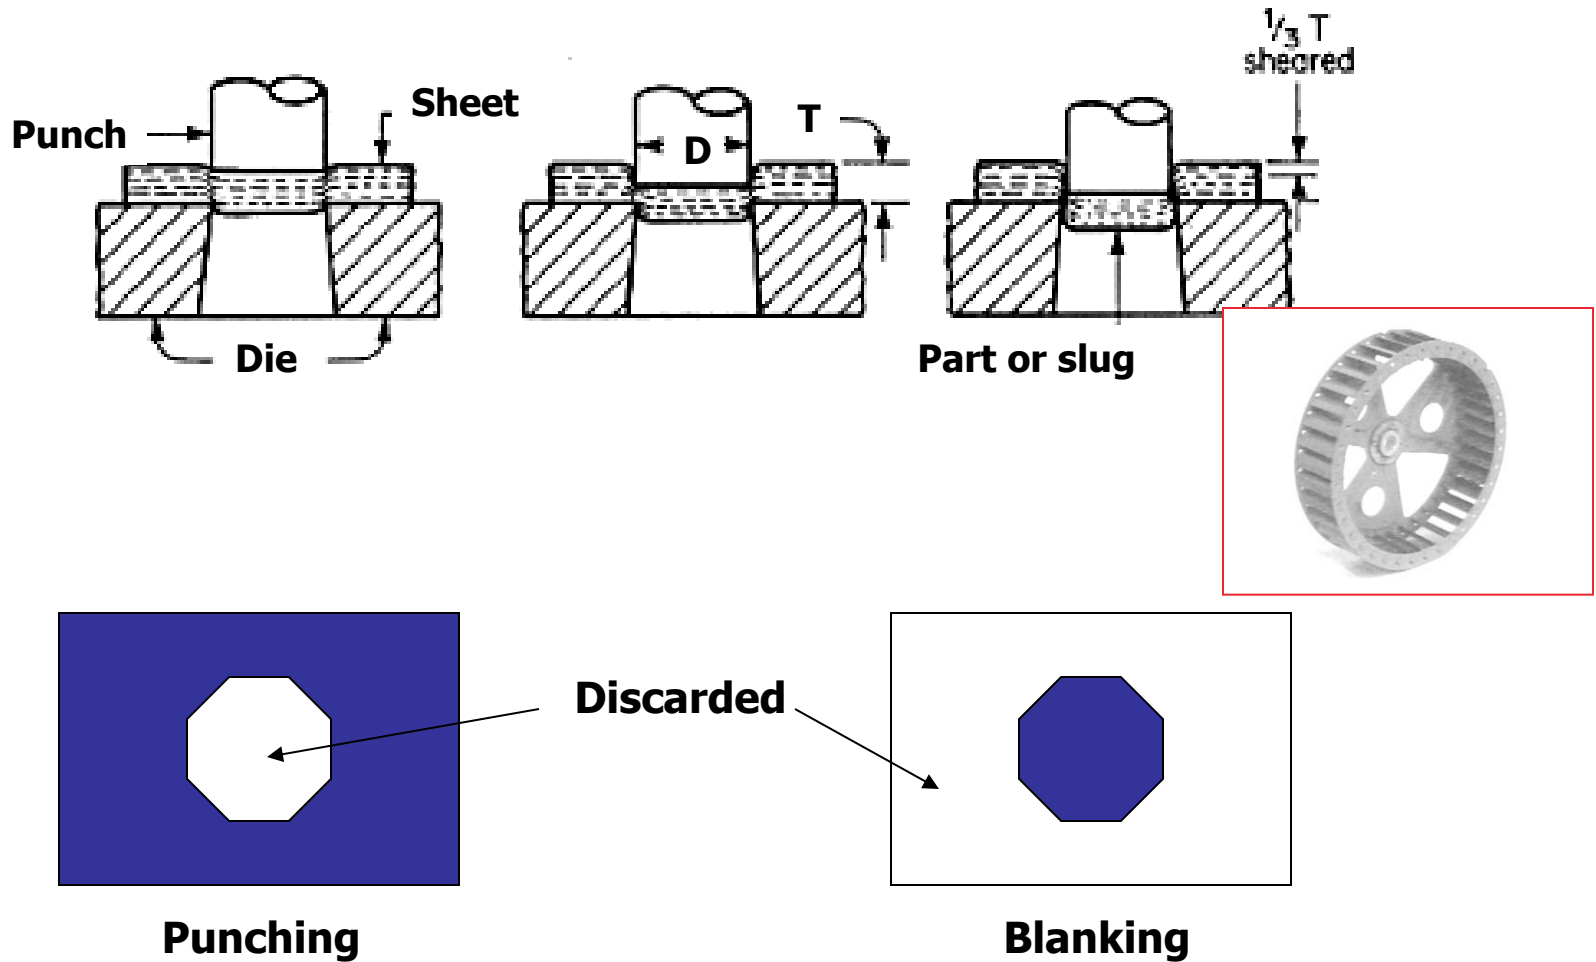 1/3 T
sheared
Sheet
Punch
T
D
Die
Part or slug
Discarded
Punching
Blanking